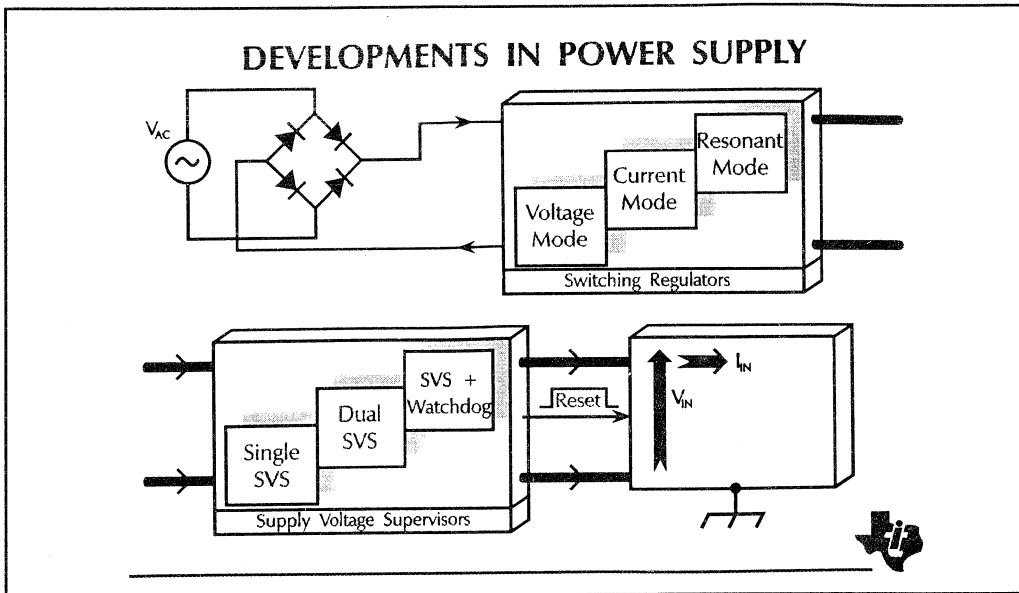 DEVELOPMENTS IN POWER SUPPLY
VAC
Resonant
Mode
Current
Mode
Voltage
Mode
Switching Regulators
SVS +
Watchdog
Dual
SVS
Single
SVS
Supply Voltage Supervisors
Reset
IIN
VIN
i